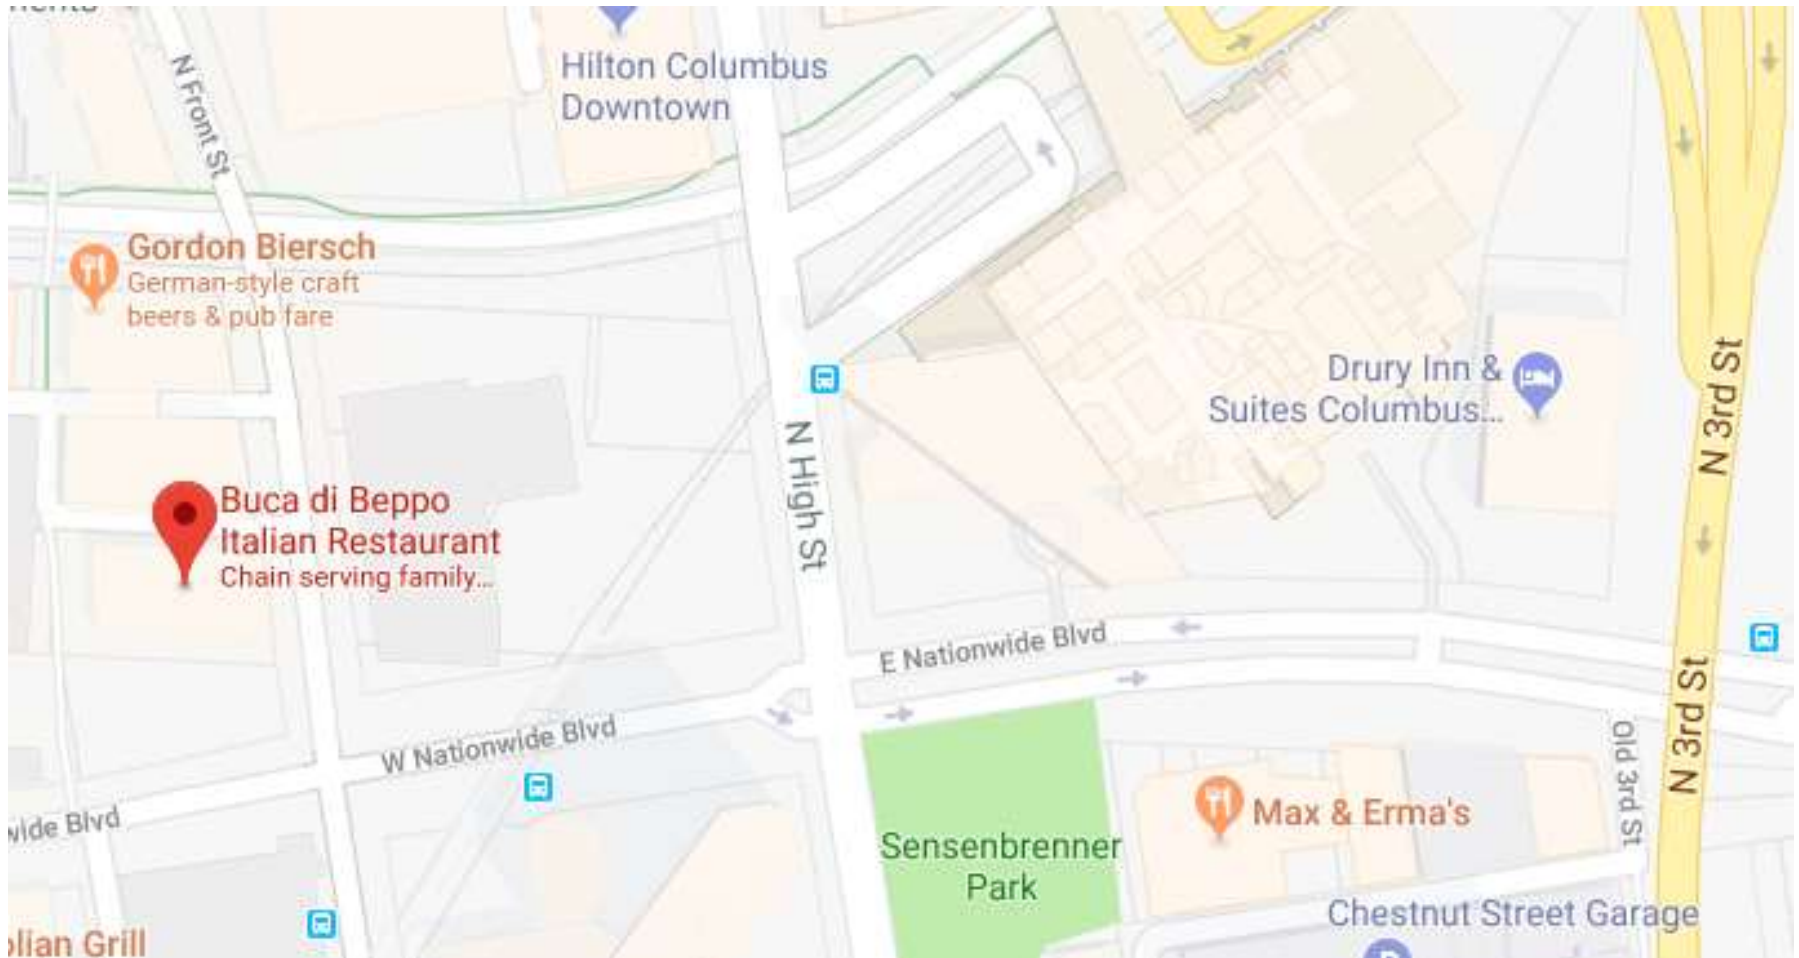 Hilton Columbus
Downtown
N Front St
Gordon Biersch
German-style craft
beers & pub fare
N High St
Drury Inn &
Suites Columbus...
N 3rd St
Buca di Beppo
Italian Restaurant
Chain serving family...
E Nationwide Blvd
W Nationwide Blvd
N 3rd St
Old 3rd St
Blvd
Max & Erma's
Sensenbrenner
Park
Chestnut Street Garage
Grill